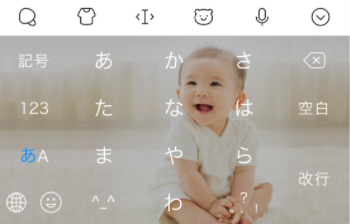 記号 あ か さ
123 た な は 空白
あA ま や ら
改行
^_^ わ 、。?!